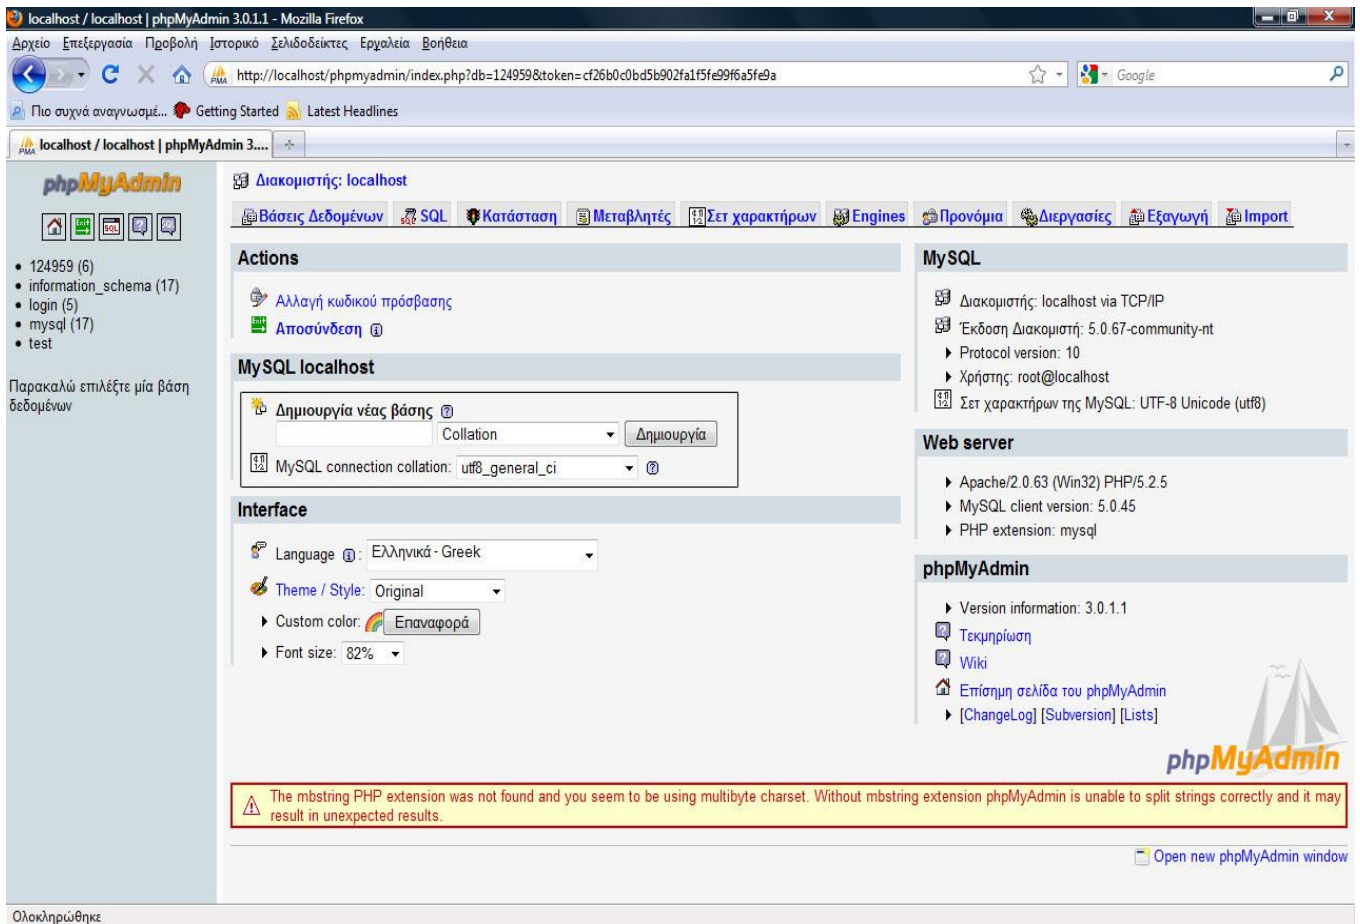 localhost / localhost | phpMyAdmin 3.0.1.1 - Mozilla Firefox
Αρχείο Επεξεργασία Προβολή Ιστορικό Σελιδοδείκτες Εργαλεία Βοήθεια
http://localhost/phpmyadmin/index.php?db=124959&token=cf26b0c0bd5b902fa1f5fe99f6a5fe9a
Google
Πιο συχνά αναγνωσμέ... Getting Started Latest Headlines
localhost / localhost | phpMyAdmin 3....
phpMyAdmin
124959 (6)
information_schema (17)
login (5)
mysql (17)
test
Παρακαλώ επιλέξτε μία βάση
δεδομένων
Διακομιστής: localhost
Βάσεις Δεδομένων SQL Κατάσταση Μεταβλητές Σετ χαρακτήρων Engines Προνόμια Διεργασίες Εξαγωγή Import
Actions
Αλλαγή κωδικού πρόσβασης
Αποσύνδεση
MySQL localhost
Δημιουργία νέας βάσης
Collation Δημιουργία
MySQL connection collation: utf8_general_ci
Interface
Language : Ελληνικά - Greek
Theme / Style: Original
Custom color: Επαναφορά
Font size: 82%
MySQL
Διακομιστής: localhost via TCP/IP
Έκδοση Διακομιστή: 5.0.67-community-nt
Protocol version: 10
Χρήστης: root@localhost
Σετ χαρακτήρων της MySQL: UTF-8 Unicode (utf8)
Web server
Apache/2.0.63 (Win32) PHP/5.2.5
MySQL client version: 5.0.45
PHP extension: mysql
phpMyAdmin
Version information: 3.0.1.1
Τεκμηρίωση
Wiki
Επίσημη σελίδα του phpMyAdmin
[ChangeLog] [Subversion] [Lists]
phpMyAdmin
The mbstring PHP extension was not found and you seem to be using multibyte charset. Without mbstring extension phpMyAdmin is unable to split strings correctly and it may
result in unexpected results.
Open new phpMyAdmin window
Ολοκληρώθηκε